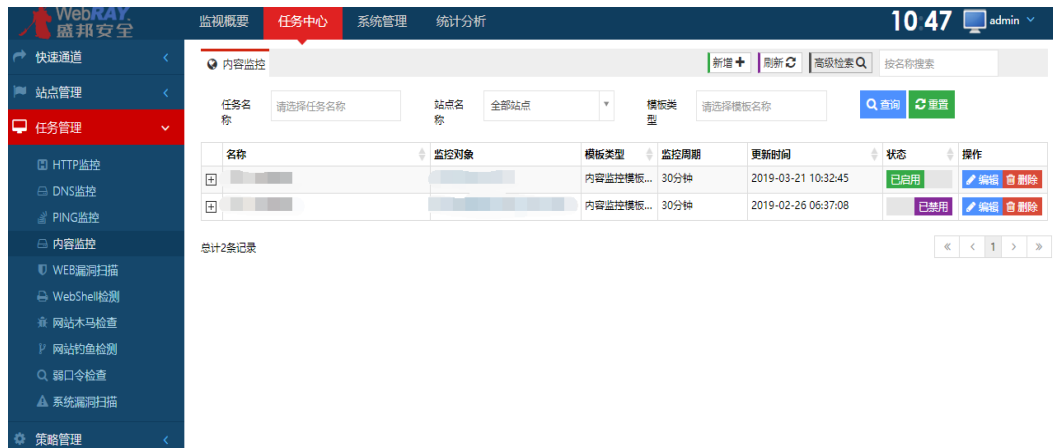 WebRAY.
盛邦安全
监视概要 任务中心 系统管理 统计分析
10:47 admin
快速通道
站点管理
任务管理
HTTP监控
DNS监控
PING监控
内容监控
WEB漏洞扫描
WebShell检测
网站木马检查
网站钓鱼检测
弱口令检查
系统漏洞扫描
策略管理
内容监控
新增 刷新 高级检索 按名称搜索
任务名称 请选择任务名称 站点名称 全部站点 模板类型 请选择模板名称 查询 重置
名称 监控对象 模板类型 监控周期 更新时间 状态 操作
内容监控模板... 30分钟 2019-03-21 10:32:45 已启用 编辑 删除
内容监控模板... 30分钟 2019-02-26 06:37:08 已禁用 编辑 删除
总计2条记录
« < 1 > »